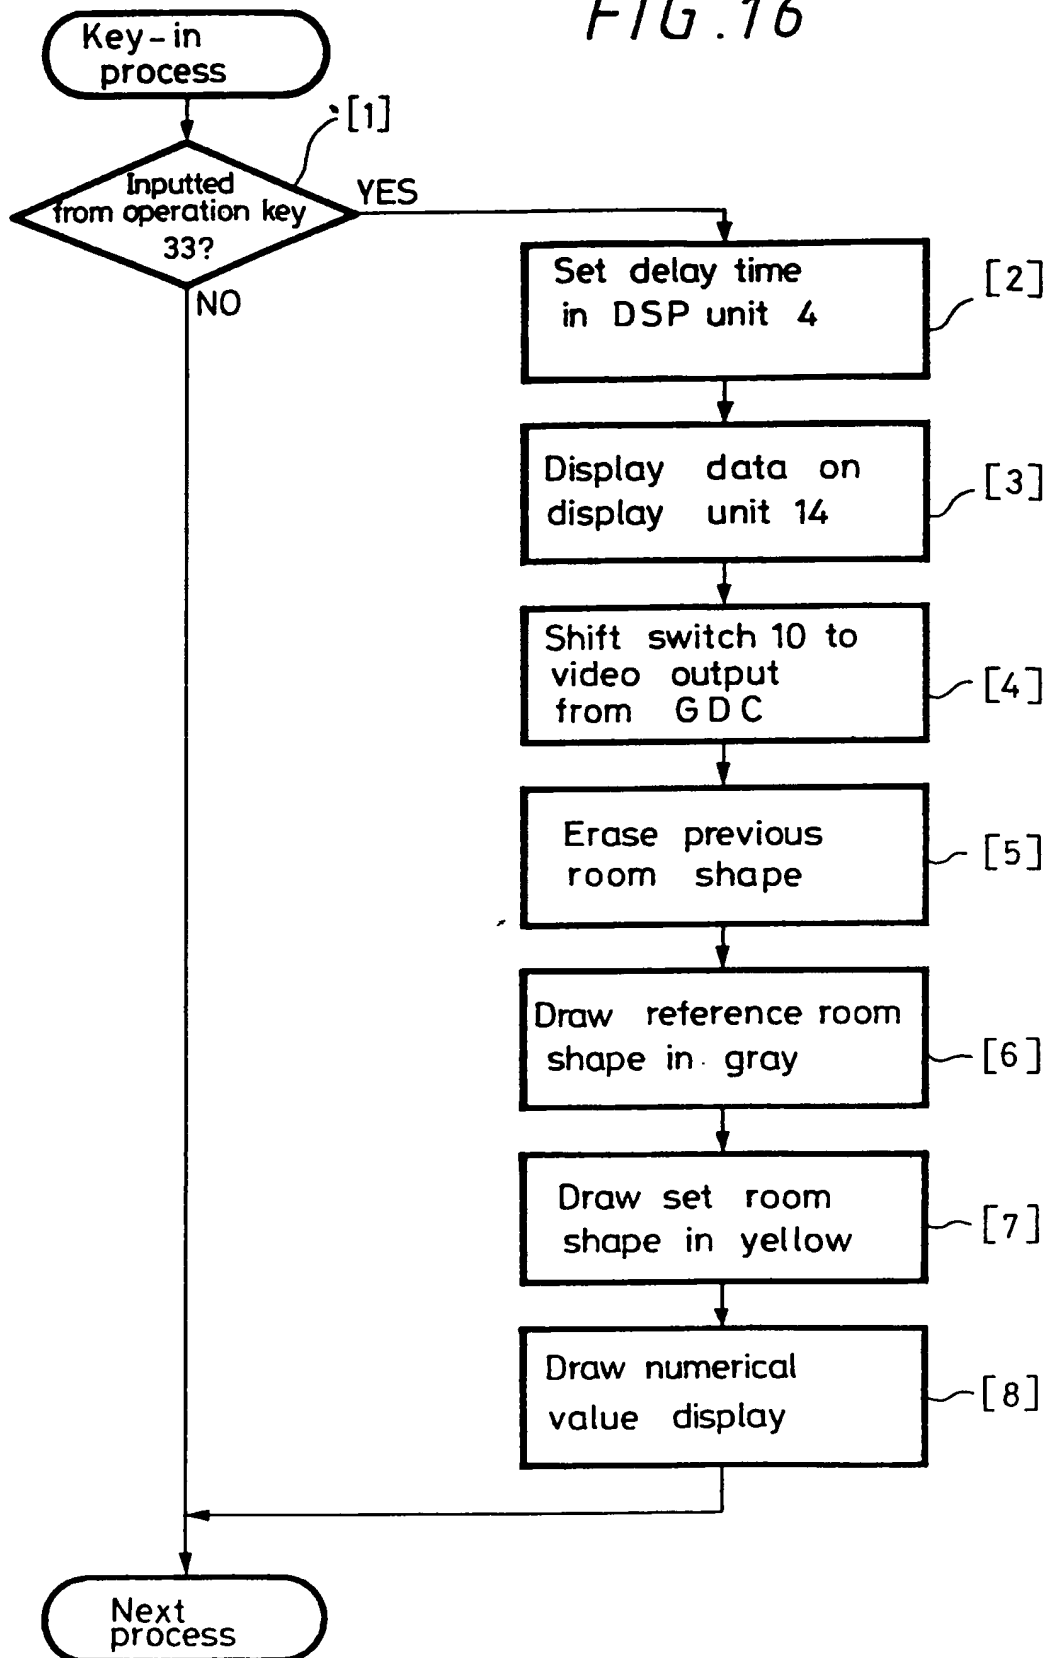 FIG.16
Key-in
process
[1]
Inputted
from operation key
33?
YES
NO
Set delay time
in DSP unit 4
[2]
Display data on
display unit 14
[3]
Shift switch 10 to
video output
from GDC
[4]
Erase previous
room shape
[5]
Draw reference room
shape in gray
[6]
Draw set room
shape in yellow
[7]
Draw numerical
value display
[8]
Next
process